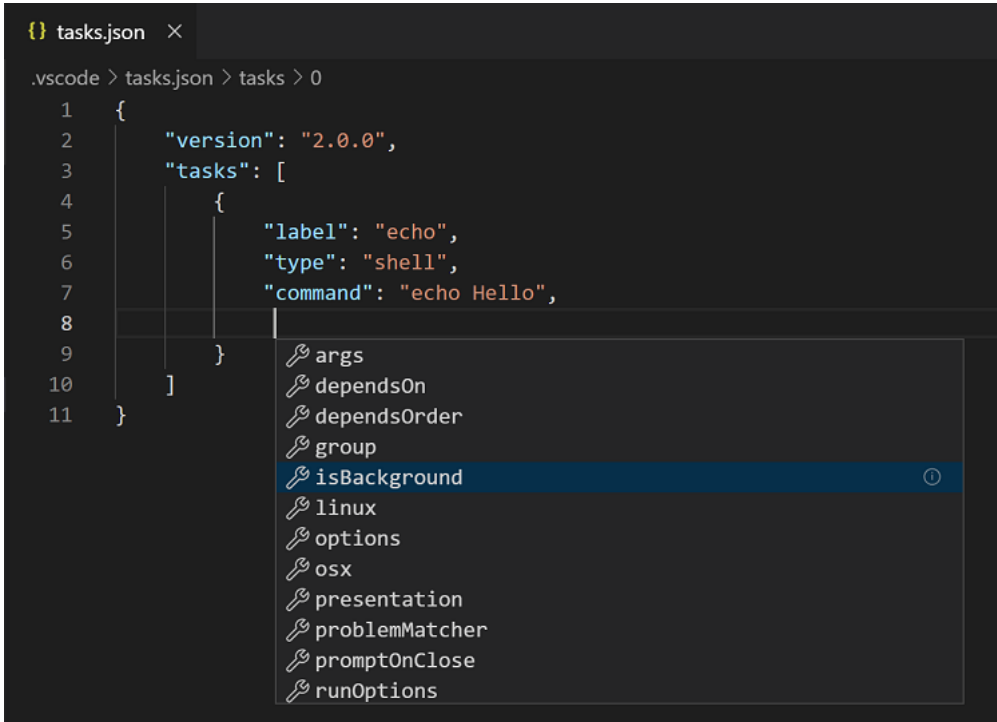 {} tasks.json ×
.vscode > tasks.json > tasks > 0
1 {
2     "version": "2.0.0",
3     "tasks": [
4         {
5             "label": "echo",
6             "type": "shell",
7             "command": "echo Hello",
8
9         }
10     ]
11 }
args
dependsOn
dependsOrder
group
isBackground
linux
options
osx
presentation
problemMatcher
promptOnClose
runOptions